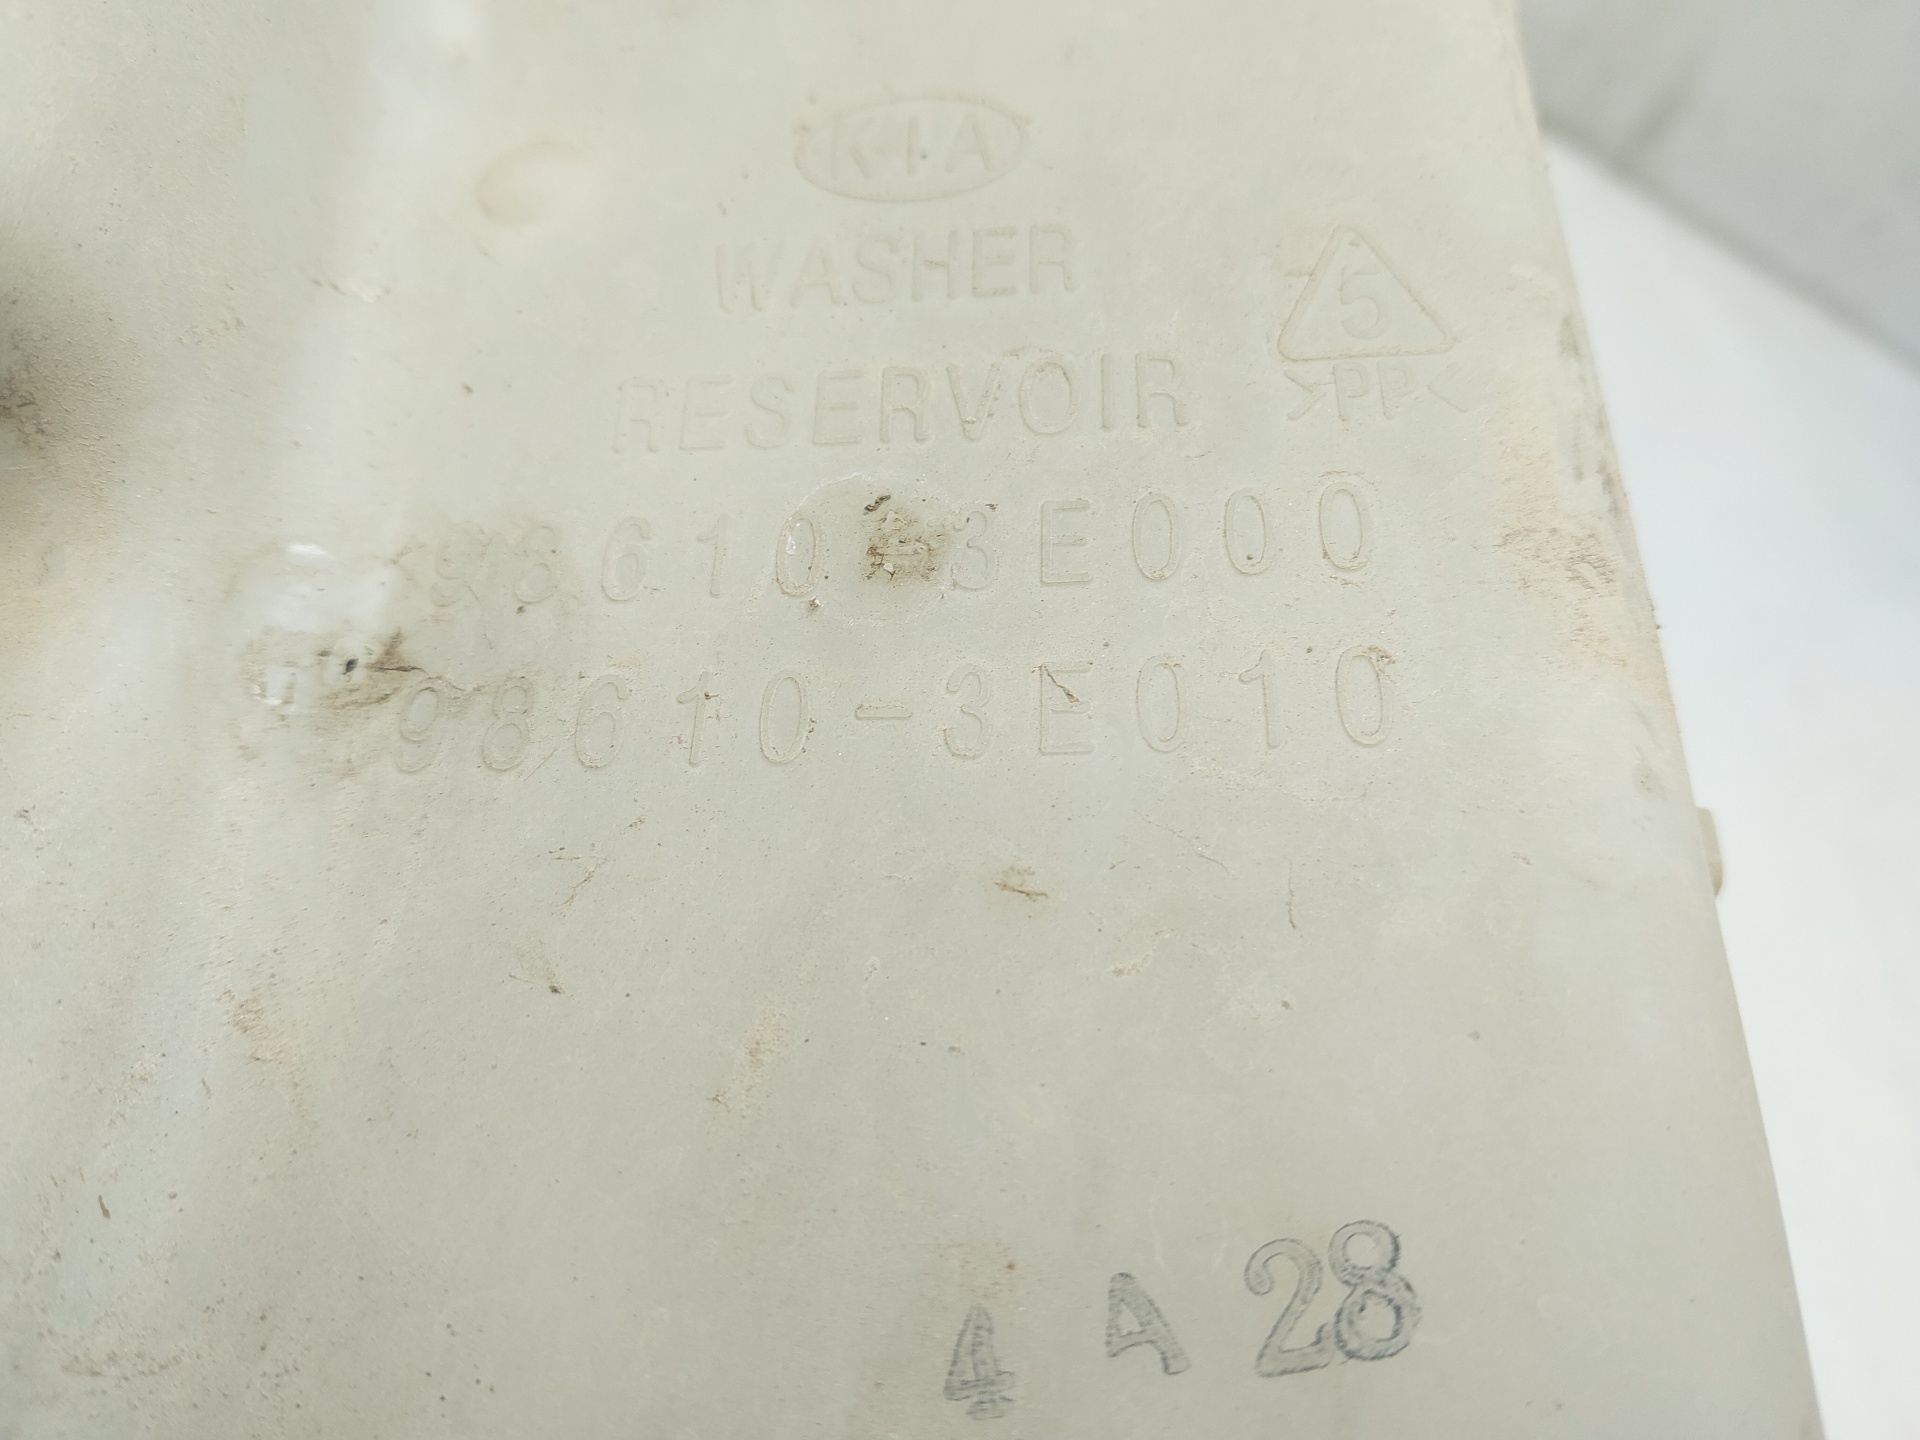 KIA
WASHER
RESERVOIR
5
>PP<
98610-3E000
98610-3E010
4 A 28